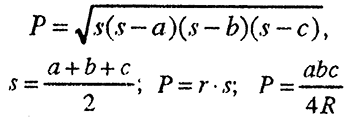 P = √s(s−a)(s−b)(s−c),
s = a+b+c/2; P = r·s; P = abc/4R